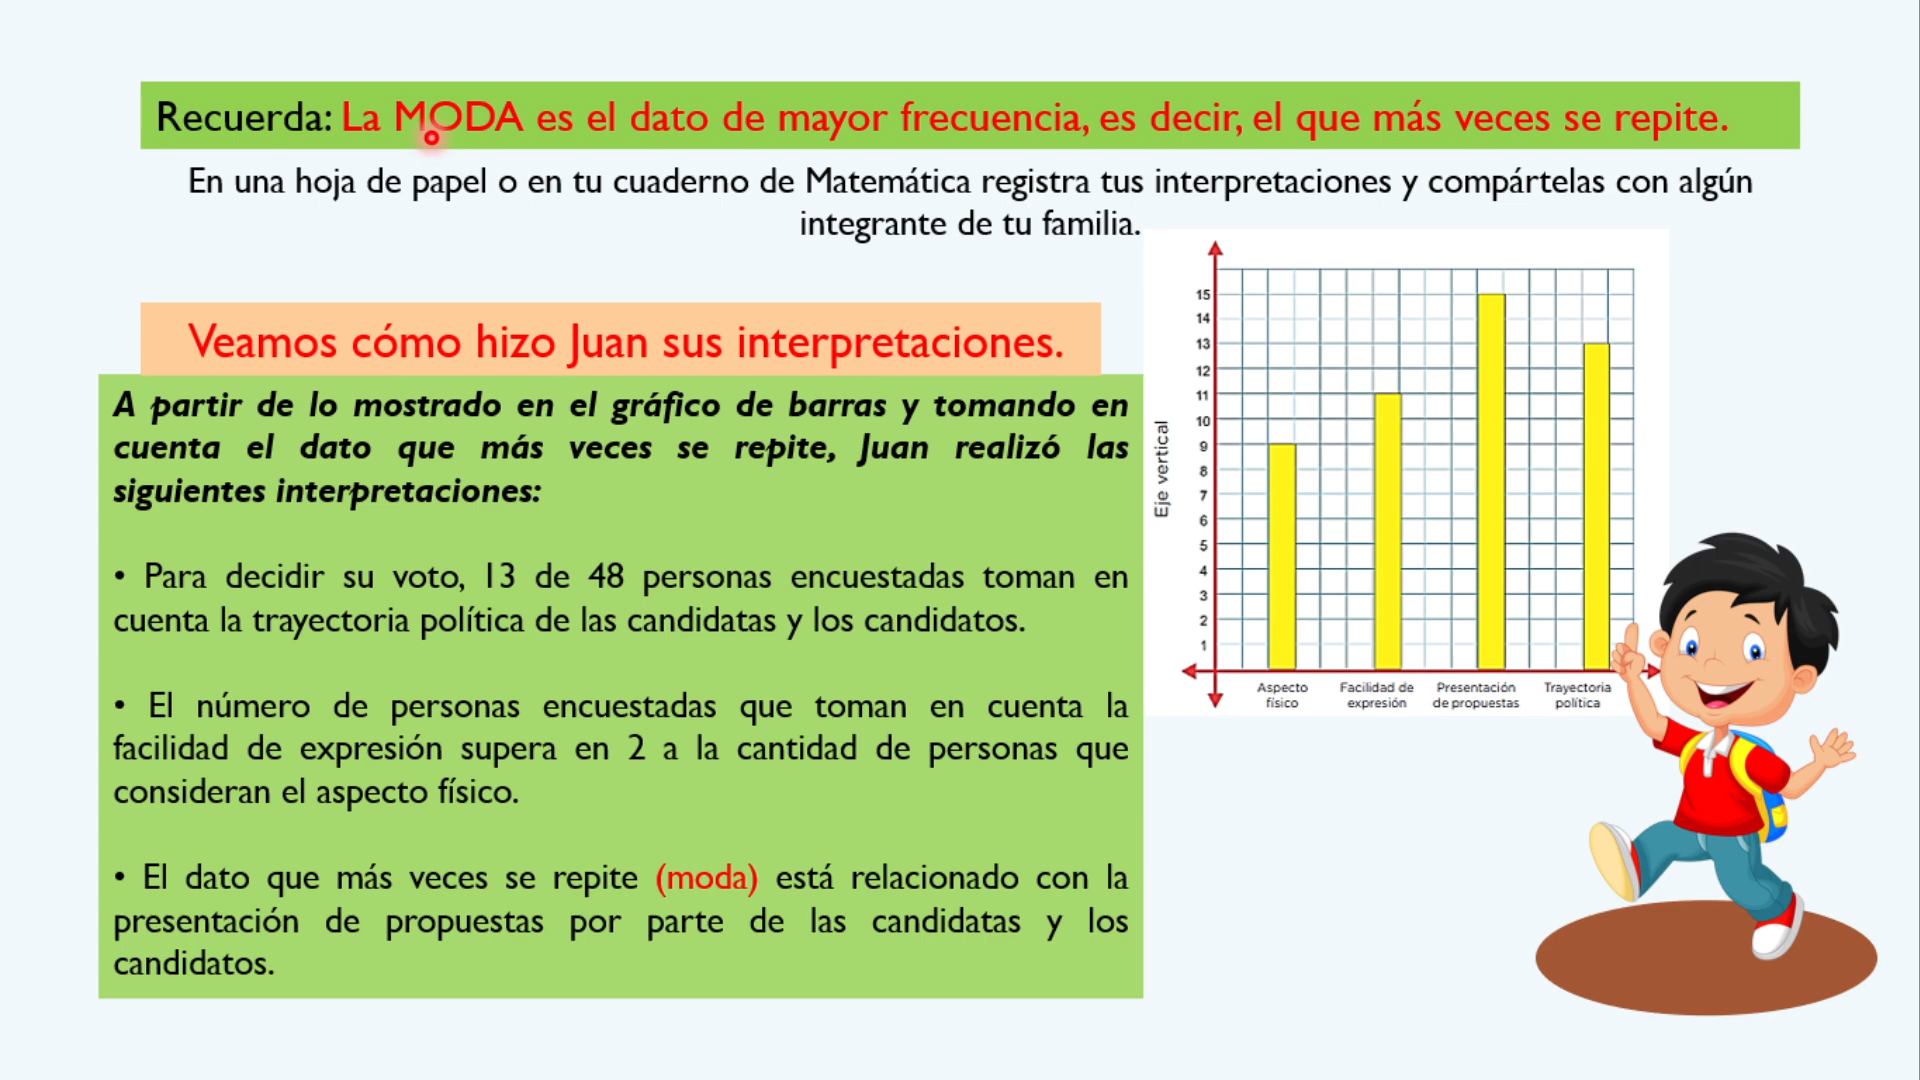 Recuerda: La MODA es el dato de mayor frecuencia, es decir, el que más veces se repite.
En una hoja de papel o en tu cuaderno de Matemática registra tus interpretaciones y compártelas con algún
integrante de tu familia.
Veamos cómo hizo Juan sus interpretaciones.
A partir de lo mostrado en el gráfico de barras y tomando en
cuenta el dato que más veces se repite, Juan realizó las
siguientes interpretaciones:
• Para decidir su voto, 13 de 48 personas encuestadas toman en
cuenta la trayectoria política de las candidatas y los candidatos.
• El número de personas encuestadas que toman en cuenta la
facilidad de expresión supera en 2 a la cantidad de personas que
consideran el aspecto físico.
• El dato que más veces se repite (moda) está relacionado con la
presentación de propuestas por parte de las candidatas y los
candidatos.
Eje vertical
15
14
13
12
11
10
9
8
7
6
5
4
3
2
1
Aspecto
físico
Facilidad de
expresión
Presentación
de propuestas
Trayectoria
política